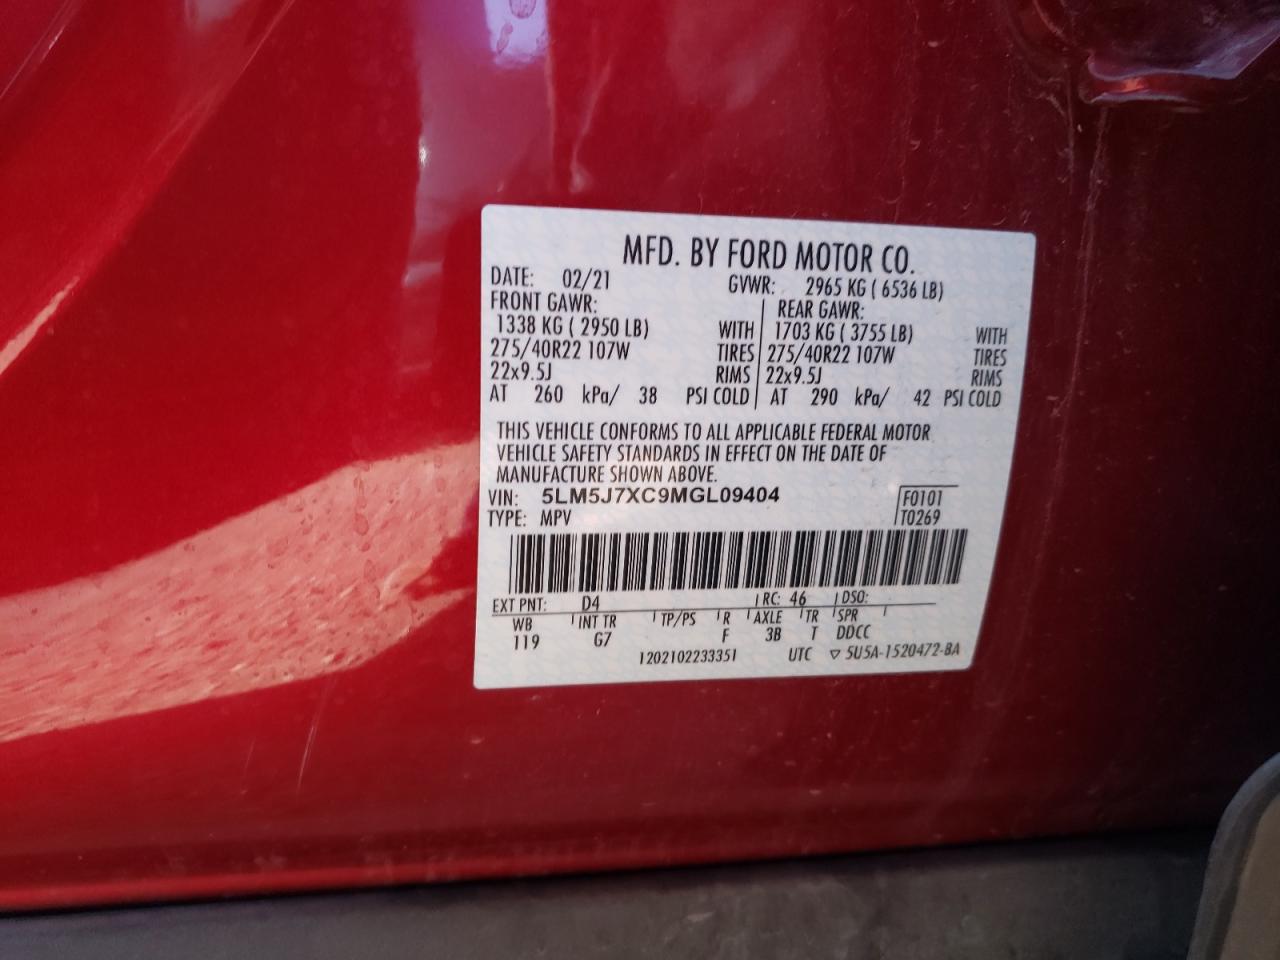 MFD. BY FORD MOTOR CO.
DATE: 02/21 GVWR: 2965 KG ( 6536 LB)
FRONT GAWR: REAR GAWR:
1338 KG ( 2950 LB) WITH 1703 KG ( 3755 LB) WITH
275/40R22 107W TIRES 275/40R22 107W TIRES
22x9.5J RIMS 22x9.5J RIMS
AT 260 kPa/ 38 PSI COLD AT 290 kPa/ 42 PSI COLD
THIS VEHICLE CONFORMS TO ALL APPLICABLE FEDERAL MOTOR
VEHICLE SAFETY STANDARDS IN EFFECT ON THE DATE OF
MANUFACTURE SHOWN ABOVE.
VIN: 5LM5J7XC9MGL09404 F0101
TYPE: MPV T0269
EXT PNT: D4 RC: 46 DSO:
WB INT TR TP/PS R AXLE TR SPR
119 G7 F 3B T DDCC
1202102233351 UTC ▽ 5U5A-1520472-BA